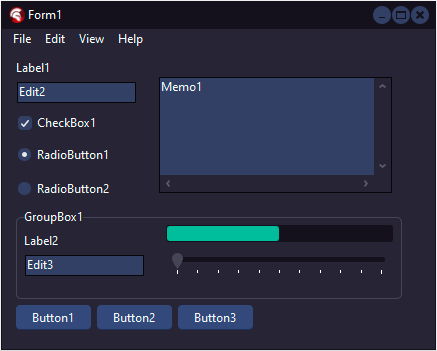 Form1
File Edit View Help
Label1
Edit2
Memo1
CheckBox1
RadioButton1
RadioButton2
GroupBox1
Label2
Edit3
Button1 Button2 Button3